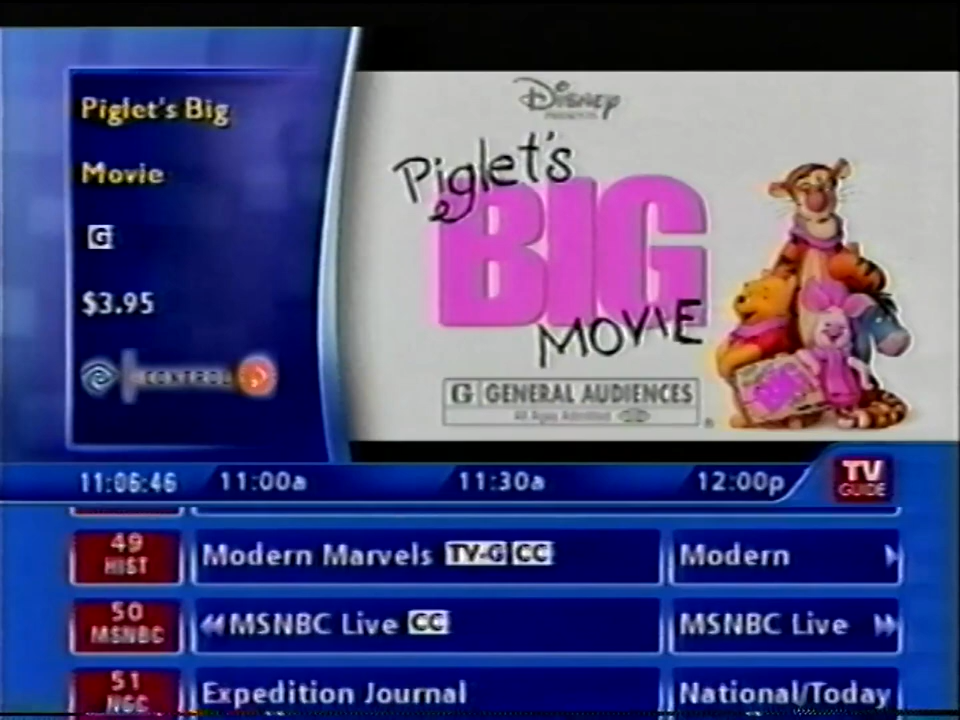 Piglet's Big
Movie
G
$3.95
CONTROL
DISNEY
PRESENTS
Piglet's
BIG
MOVIE
G GENERAL AUDIENCES
All Ages Admitted
®
11:06:46 11:00a 11:30a 12:00p
TV
GUIDE
49
HIST
Modern Marvels TV-G CC
Modern
50
MSNBC
MSNBC Live CC
MSNBC Live
51
NGC
Expedition Journal
National/Today